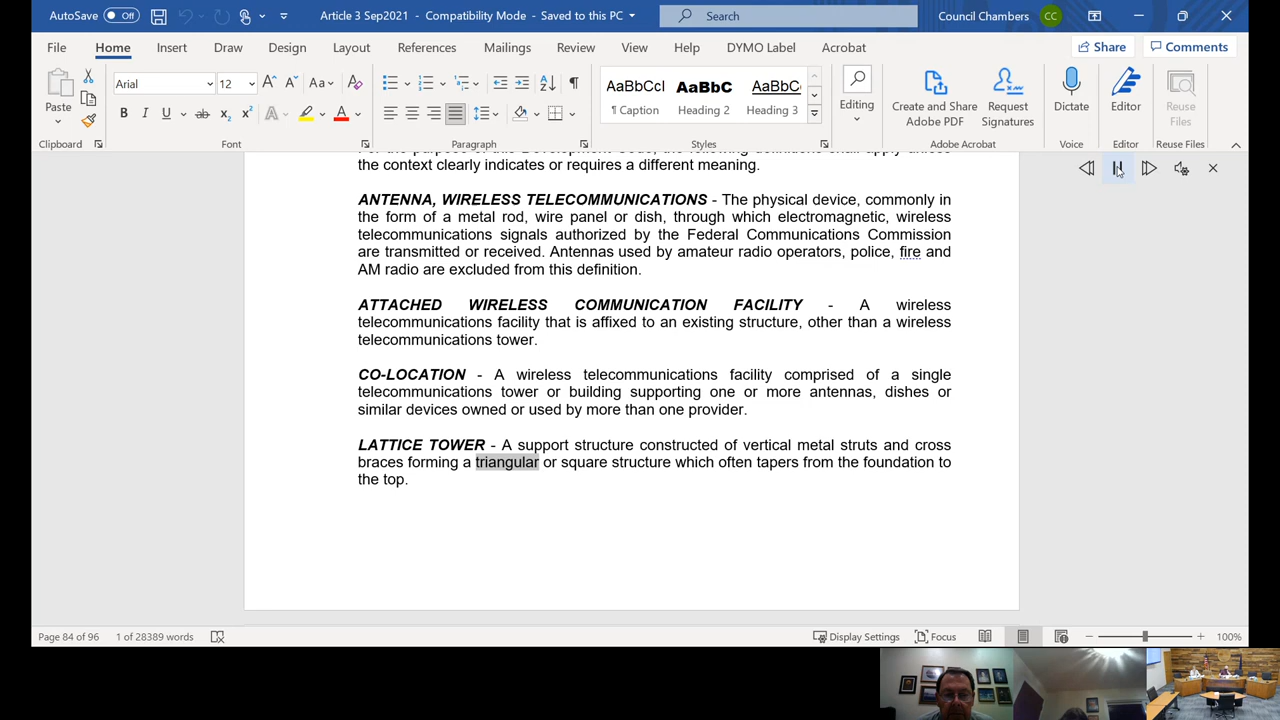 AutoSave Off Article 3 Sep2021 - Compatibility Mode - Saved to this PC Search Council Chambers CC
File Home Insert Draw Design Layout References Mailings Review View Help DYMO Label Acrobat Share Comments
Paste Arial 12 Aa AaBbCcI AaBbC AaBbCc Editing Create and Share Adobe PDF Request Signatures Dictate Editor Reuse Files
B I U ab x₂ x² A A ¶ Caption Heading 2 Heading 3
Clipboard Font Paragraph Styles Adobe Acrobat Voice Editor Reuse Files
the context clearly indicates or requires a different meaning.
ANTENNA, WIRELESS TELECOMMUNICATIONS - The physical device, commonly in
the form of a metal rod, wire panel or dish, through which electromagnetic, wireless
telecommunications signals authorized by the Federal Communications Commission
are transmitted or received. Antennas used by amateur radio operators, police, fire and
AM radio are excluded from this definition.
ATTACHED WIRELESS COMMUNICATION FACILITY - A wireless
telecommunications facility that is affixed to an existing structure, other than a wireless
telecommunications tower.
CO-LOCATION - A wireless telecommunications facility comprised of a single
telecommunications tower or building supporting one or more antennas, dishes or
similar devices owned or used by more than one provider.
LATTICE TOWER - A support structure constructed of vertical metal struts and cross
braces forming a triangular or square structure which often tapers from the foundation to
the top.
Page 84 of 96 1 of 28389 words Display Settings Focus 100%